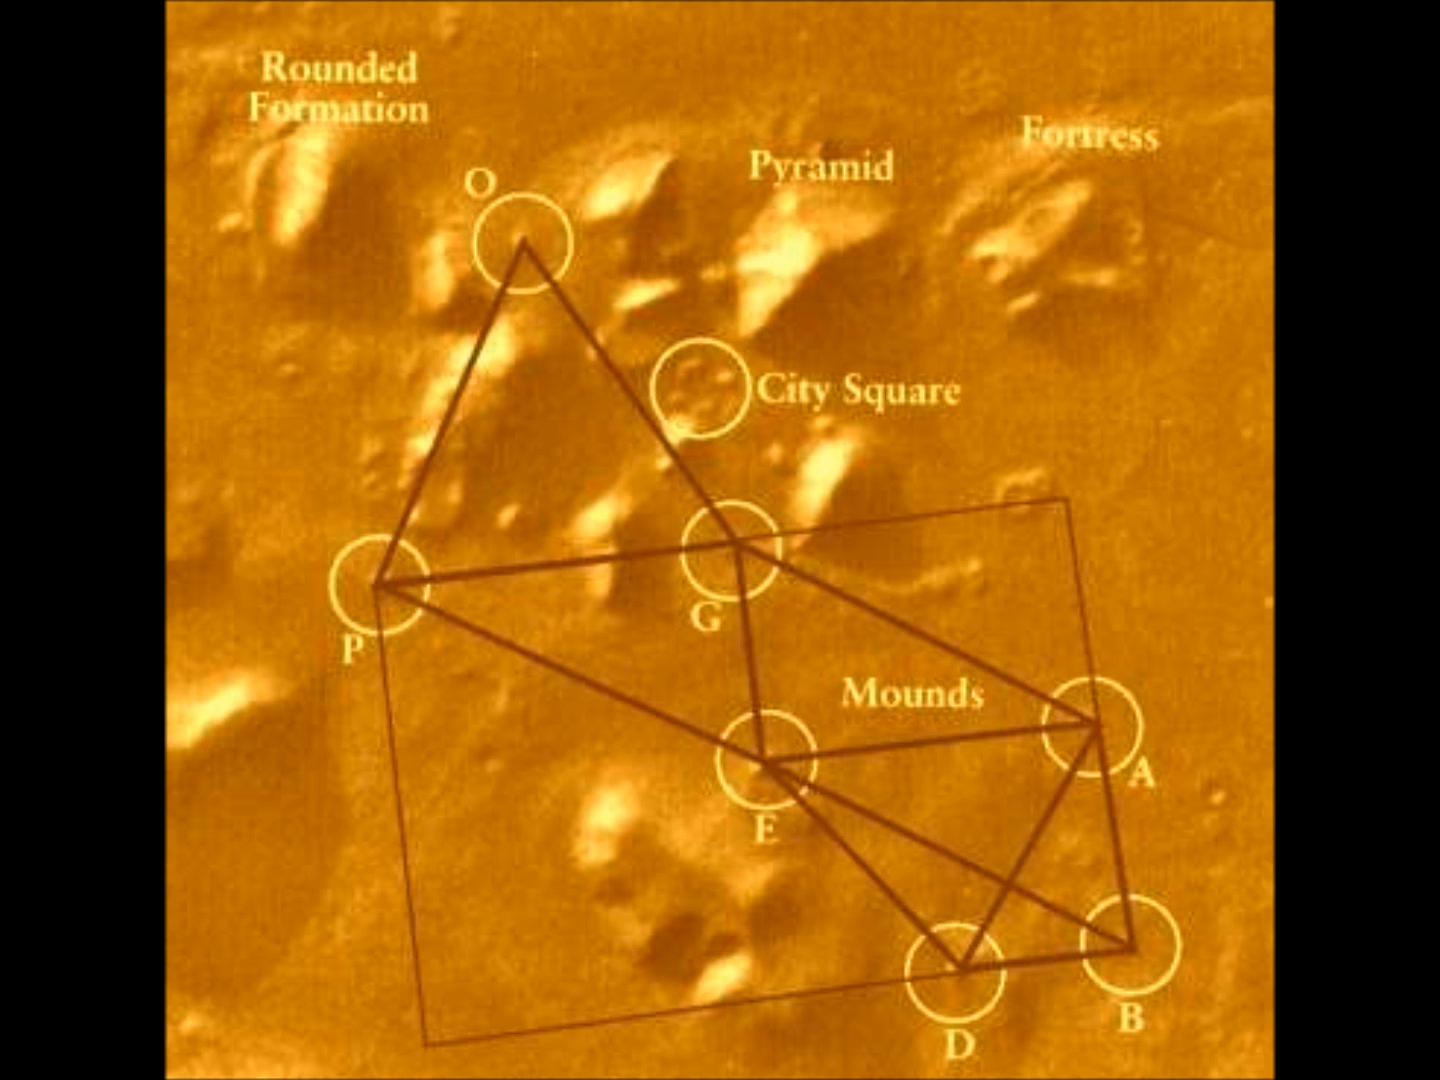 Rounded
Formation
Fortress
Pyramid
O
City Square
G
P
Mounds
A
E
B
D